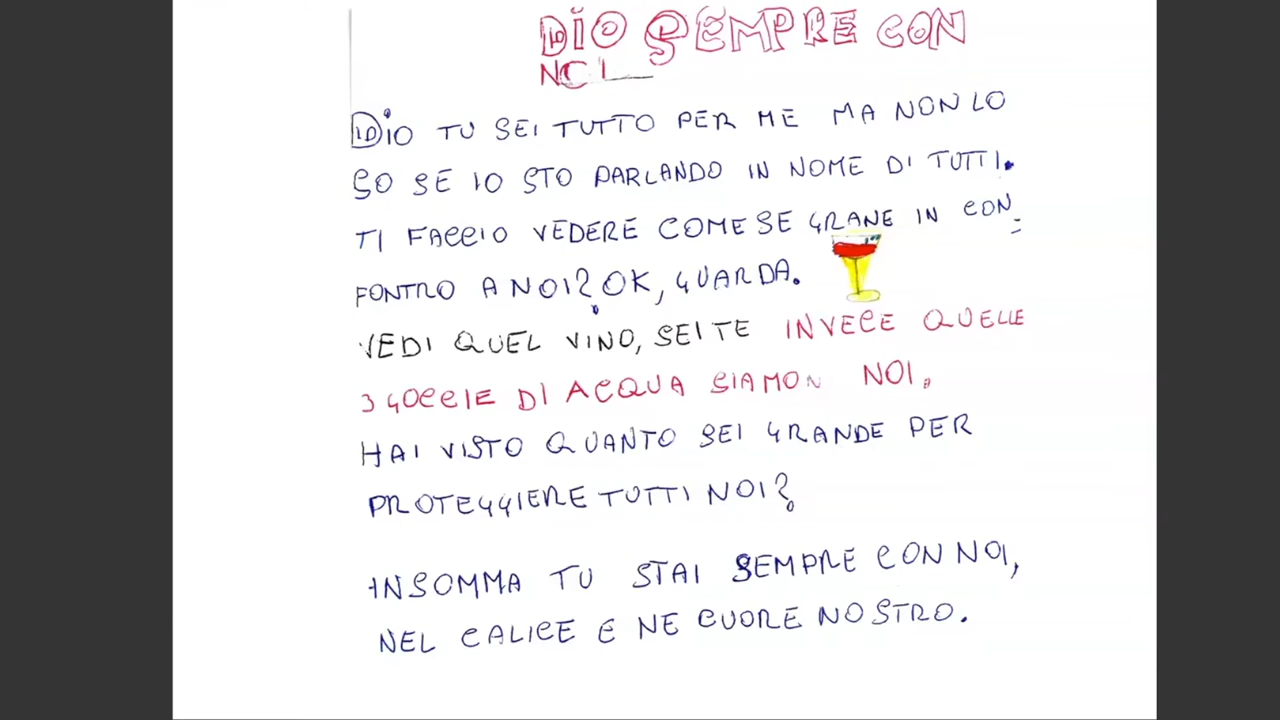 DIO SEMPRE CON
NOI
DIO TU SEI TUTTO PER ME MA NON LO
SO SE IO STO PARLANDO IN NOME DI TUTTI.
TI FACCIO VEDERE COME SE GRANE IN CON=
FONTRO A NOI? OK, GUARDA.
VEDI QUEL VINO, SEI TE INVECE QUELLE
3 GOCCIE DI ACQUA SIAMON NOI.
HAI VISTO QUANTO SEI GRANDE PER
PROTEGGIERE TUTTI NOI?
INSOMMA TU STAI SEMPRE CON NOI,
NEL CALICE E NE CUORE NOSTRO.